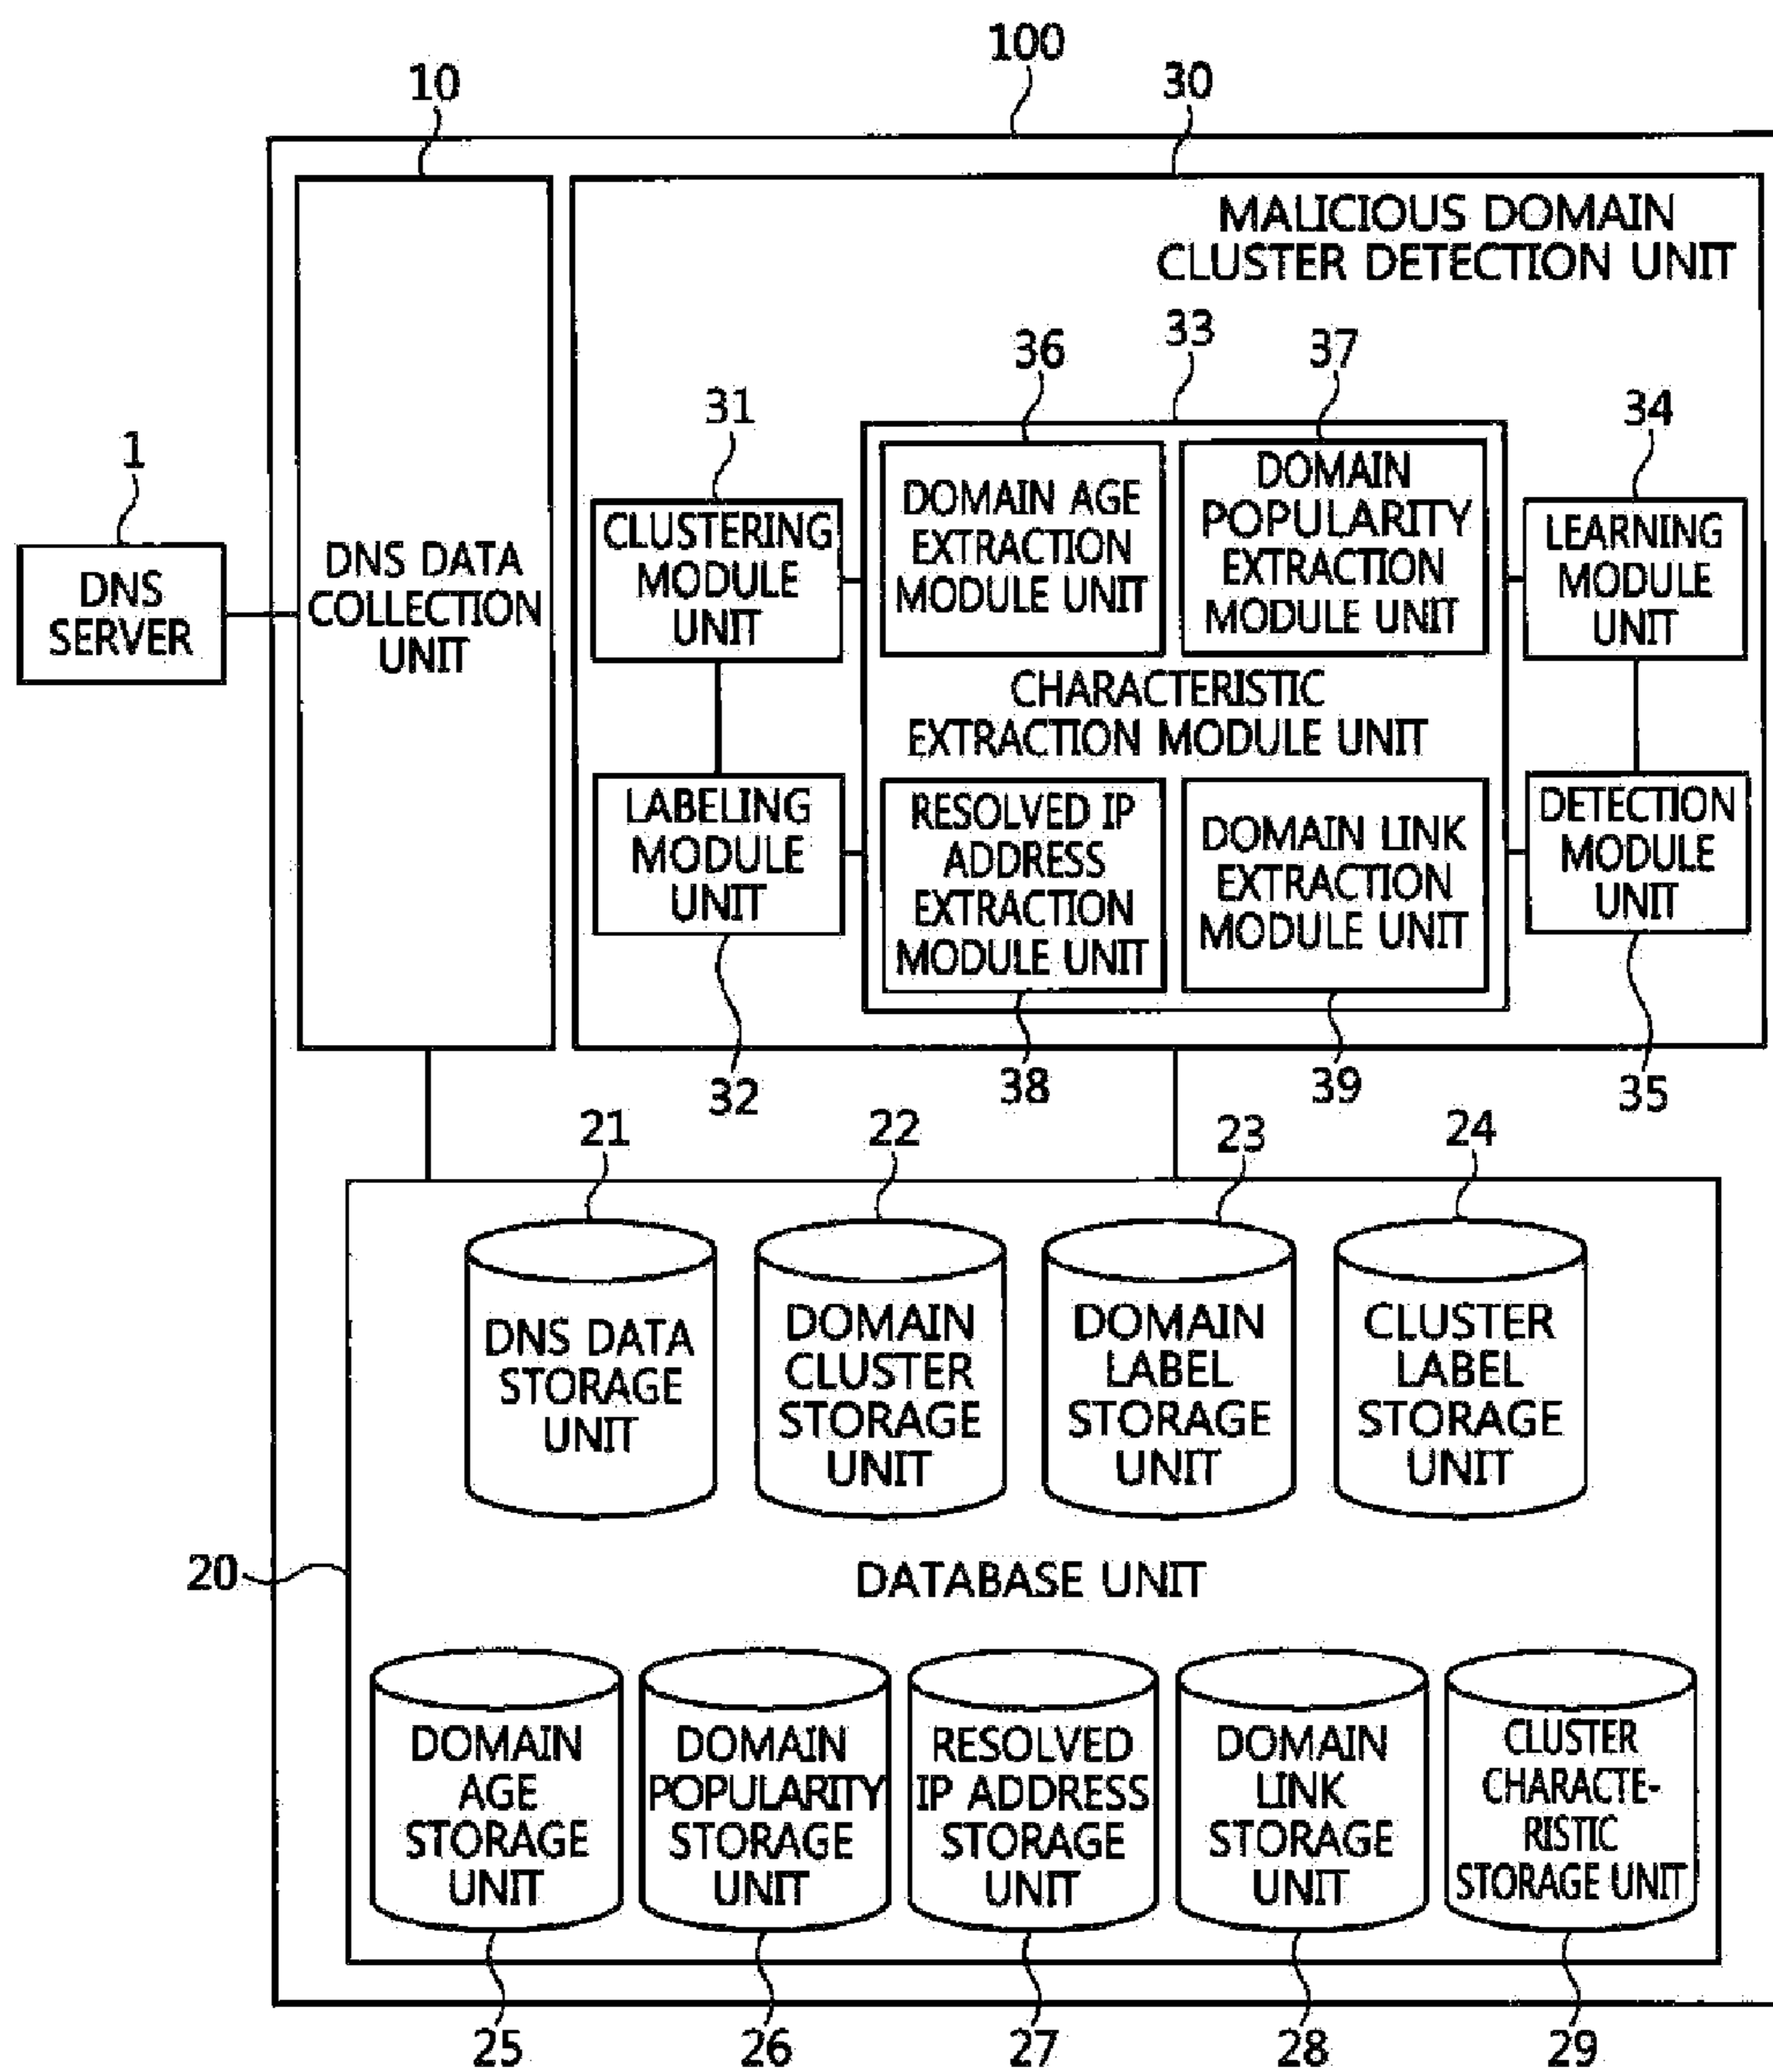 100
10
30
MALICIOUS DOMAIN
CLUSTER DETECTION UNIT
33
36
37
31
34
1
DNS
SERVER
DNS DATA
COLLECTION
UNIT
CLUSTERING
MODULE
UNIT
DOMAIN AGE
EXTRACTION
MODULE UNIT
DOMAIN
POPULARITY
EXTRACTION
MODULE UNIT
LEARNING
MODULE
UNIT
CHARACTERISTIC
EXTRACTION MODULE UNIT
LABELING
MODULE
UNIT
RESOLVED IP
ADDRESS
EXTRACTION
MODULE UNIT
DOMAIN LINK
EXTRACTION
MODULE UNIT
DETECTION
MODULE
UNIT
32
38
39
35
21
22
23
24
DNS DATA
STORAGE
UNIT
DOMAIN
CLUSTER
STORAGE
UNIT
DOMAIN
LABEL
STORAGE
UNIT
CLUSTER
LABEL
STORAGE
UNIT
20
DATABASE UNIT
DOMAIN
AGE
STORAGE
UNIT
DOMAIN
POPULARITY
STORAGE
UNIT
RESOLVED
IP ADDRESS
STORAGE
UNIT
DOMAIN
LINK
STORAGE
UNIT
CLUSTER
CHARACTE-
RISTIC
STORAGE UNIT
25
26
27
28
29